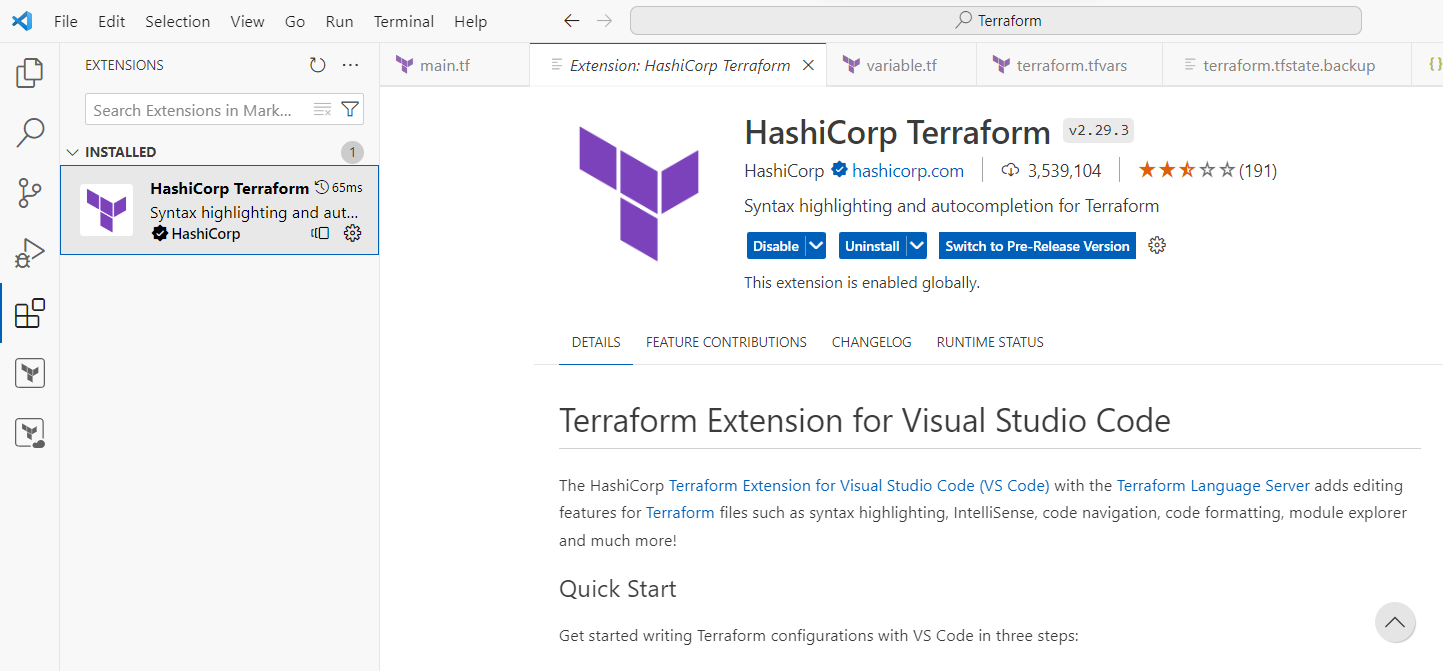 File Edit Selection View Go Run Terminal Help
Terraform
EXTENSIONS
Search Extensions in Mark...
INSTALLED 1
HashiCorp Terraform 65ms
Syntax highlighting and aut...
HashiCorp
main.tf Extension: HashiCorp Terraform variable.tf terraform.tfvars terraform.tfstate.backup {}
HashiCorp Terraform v2.29.3
HashiCorp hashicorp.com 3,539,104 (191)
Syntax highlighting and autocompletion for Terraform
Disable Uninstall Switch to Pre-Release Version
This extension is enabled globally.
DETAILS FEATURE CONTRIBUTIONS CHANGELOG RUNTIME STATUS
Terraform Extension for Visual Studio Code
The HashiCorp Terraform Extension for Visual Studio Code (VS Code) with the Terraform Language Server adds editing
features for Terraform files such as syntax highlighting, IntelliSense, code navigation, code formatting, module explorer
and much more!
Quick Start
Get started writing Terraform configurations with VS Code in three steps: